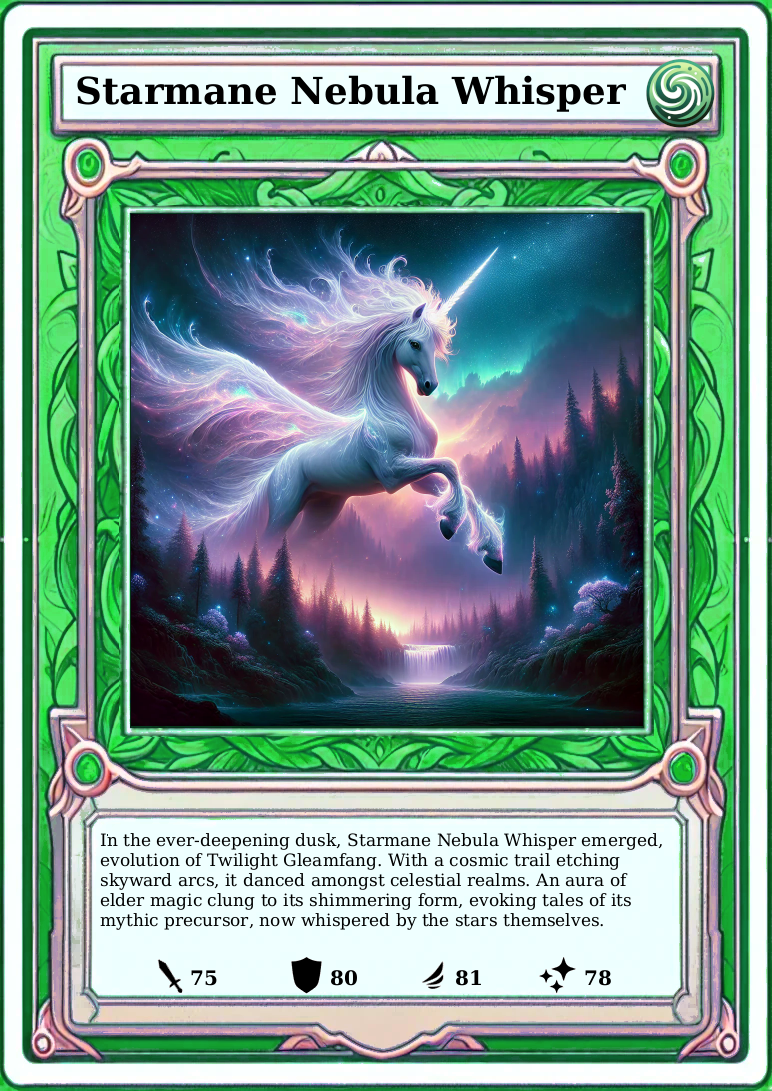 Starmane Nebula Whisper
In the ever-deepening dusk, Starmane Nebula Whisper emerged,
evolution of Twilight Gleamfang. With a cosmic trail etching
skyward arcs, it danced amongst celestial realms. An aura of
elder magic clung to its shimmering form, evoking tales of its
mythic precursor, now whispered by the stars themselves.
75 80 81 78